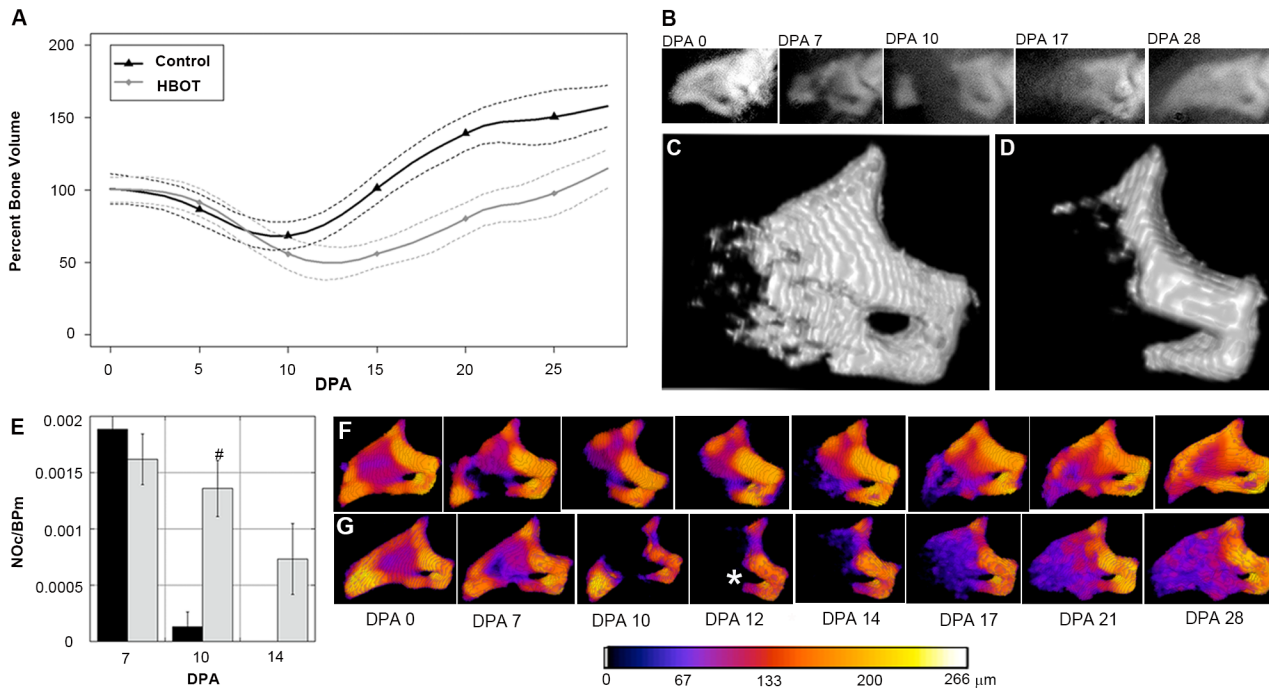 A
200
150
100
50
0
Percent Bone Volume
Control
HBOT
0 5 10 15 20 25
DPA
B
DPA 0 DPA 7 DPA 10 DPA 17 DPA 28
C
D
E
0.002
0.0015
0.001
0.0005
0
NOc/BPm
#
7 10 14
DPA
F
G
*
DPA 0 DPA 7 DPA 10 DPA 12 DPA 14 DPA 17 DPA 21 DPA 28
0 67 133 200 266 µm